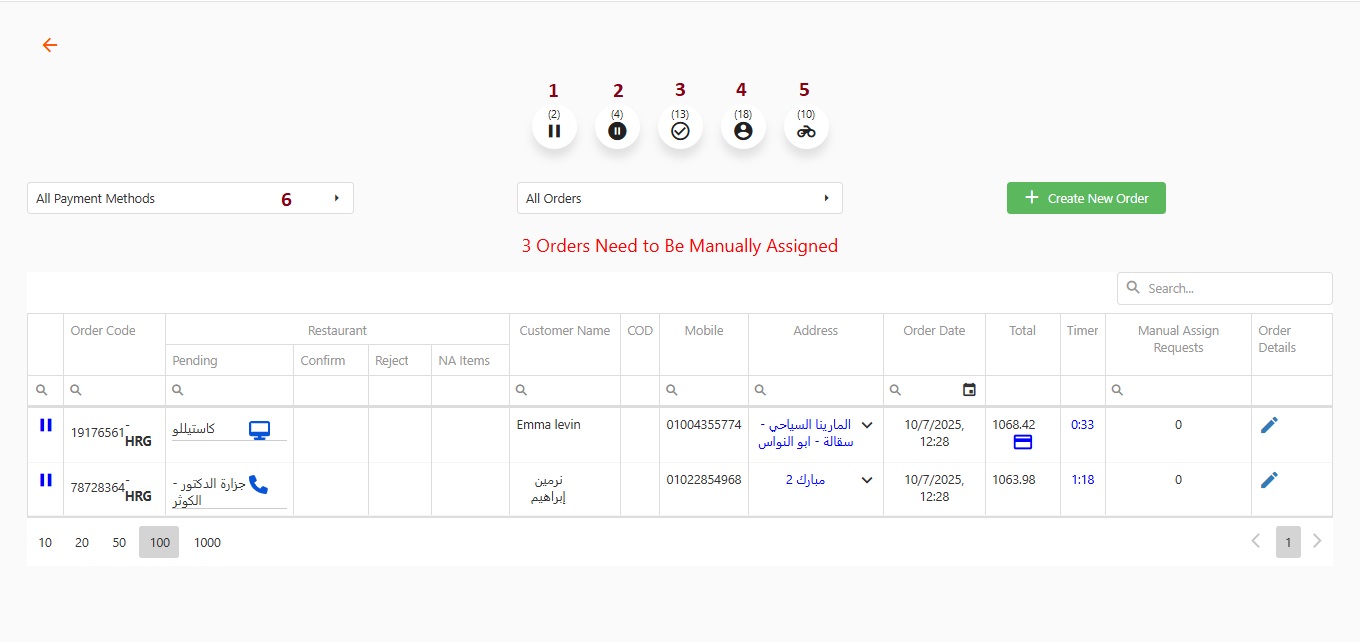 1 2 3 4 5
(2) (4) (13) (18) (10)
All Payment Methods 6
All Orders
Create New Order
3 Orders Need to Be Manually Assigned
Search...
Order Code
Restaurant
Customer Name
COD
Mobile
Address
Order Date
Total
Timer
Manual Assign
Requests
Order
Details
Pending
Confirm
Reject
NA Items
19176561-
HRG
كاستيللو
Emma levin
01004355774
المارينا السياحي -
سقالة - ابو النواس
10/7/2025,
12:28
1068.42
0:33
0
78728364-
HRG
جزارة الدكتور -
الكوثر
نرمين
إبراهيم
01022854968
مبارك 2
10/7/2025,
12:28
1063.98
1:18
0
10 20 50 100 1000
1